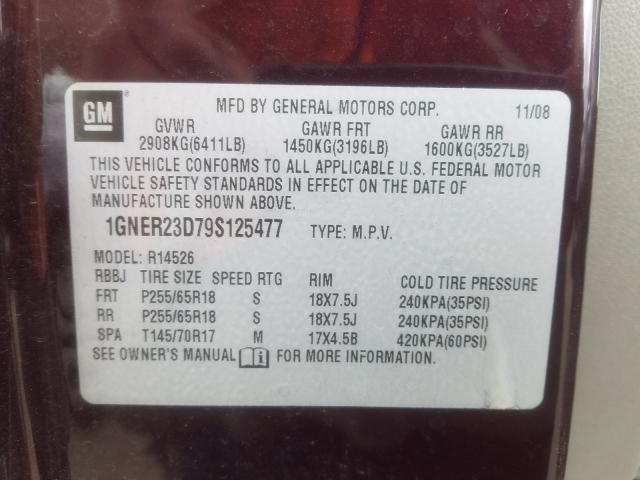 GM ®
MFD BY GENERAL MOTORS CORP. 11/08
GVWR GAWR FRT GAWR RR
2908KG(6411LB) 1450KG(3196LB) 1600KG(3527LB)
THIS VEHICLE CONFORMS TO ALL APPLICABLE U.S. FEDERAL MOTOR
VEHICLE SAFETY STANDARDS IN EFFECT ON THE DATE OF
MANUFACTURE SHOWN ABOVE.
1GNER23D79S125477 TYPE: M.P.V.
MODEL: R14526
RBBJ TIRE SIZE SPEED RTG RIM COLD TIRE PRESSURE
FRT P255/65R18 S 18X7.5J 240KPA(35PSI)
RR P255/65R18 S 18X7.5J 240KPA(35PSI)
SPA T145/70R17 M 17X4.5B 420KPA(60PSI)
SEE OWNER'S MANUAL i FOR MORE INFORMATION.